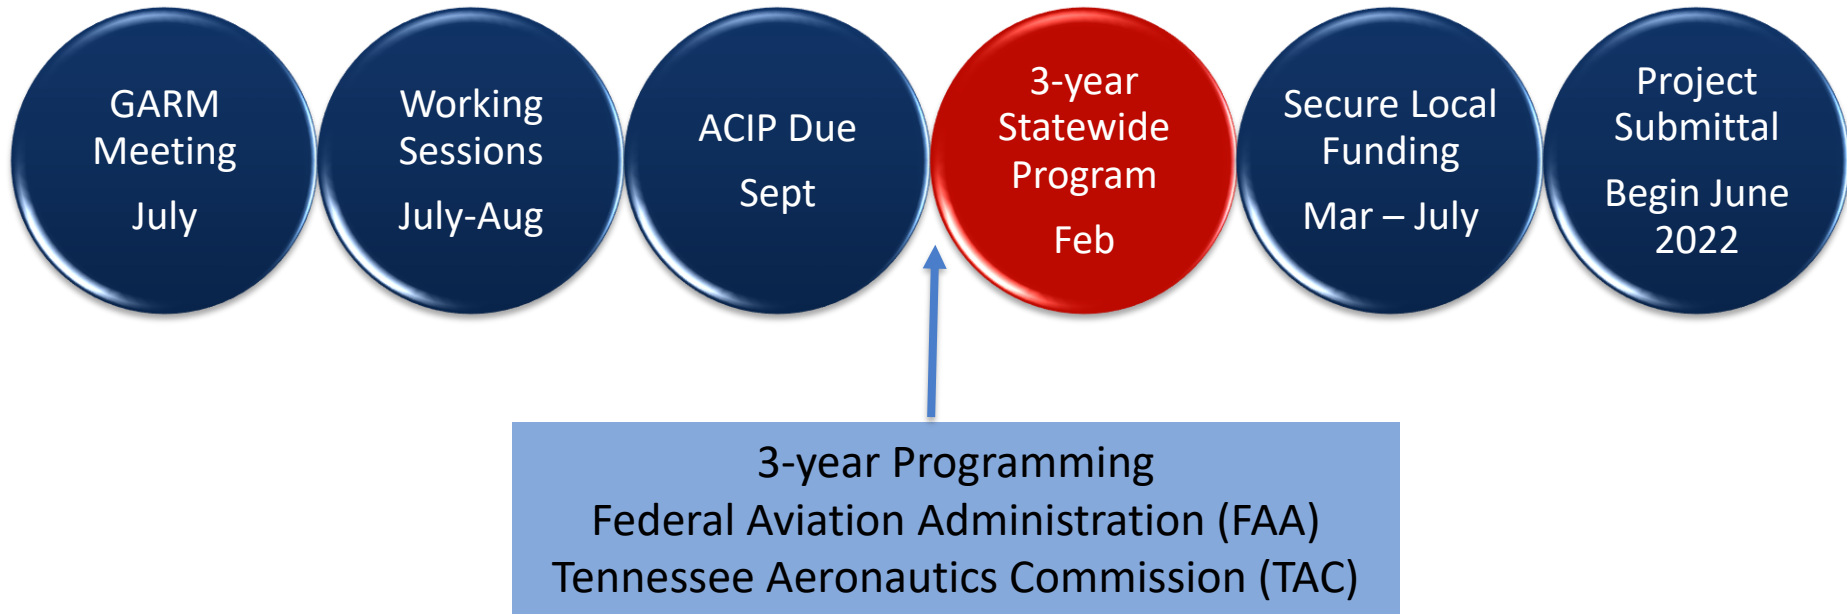 GARM
Meeting
July
Working
Sessions
July-Aug
ACIP Due
Sept
3-year
Statewide
Program
Feb
Secure Local
Funding
Mar – July
Project
Submittal
Begin June
2022
3-year Programming
Federal Aviation Administration (FAA)
Tennessee Aeronautics Commission (TAC)